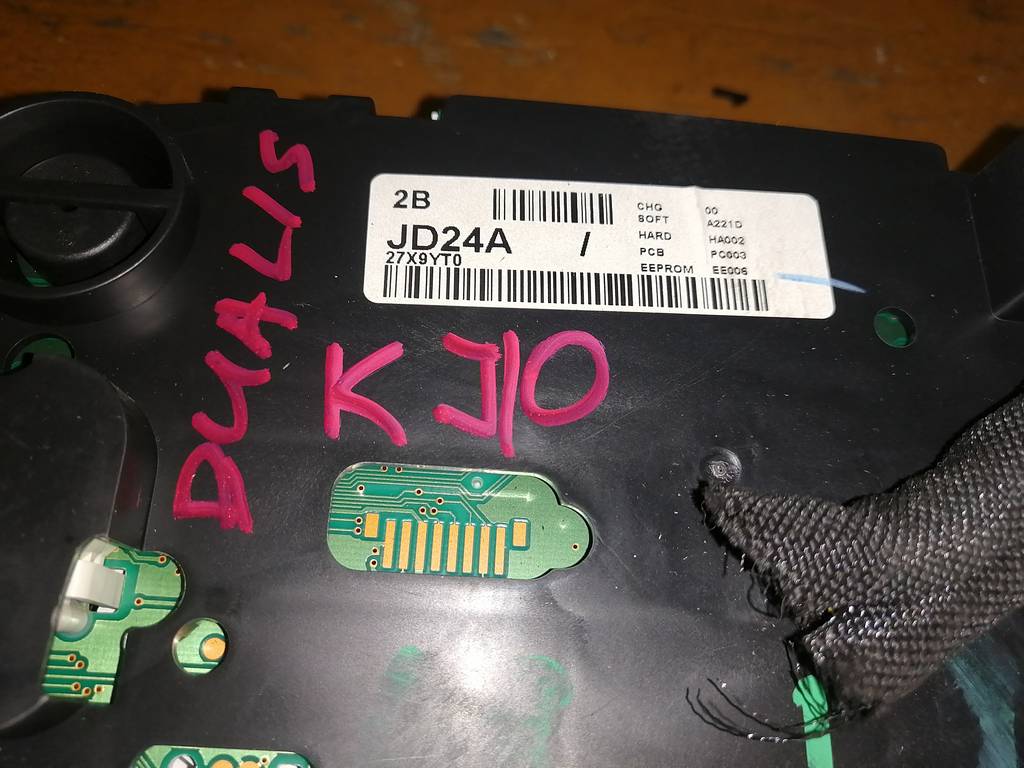 DUALIS
2B
JD24A /
27X9YT0
CHG 00
SOFT A221D
HARD HA002
PCB PC003
EEPROM EE006
KJ10